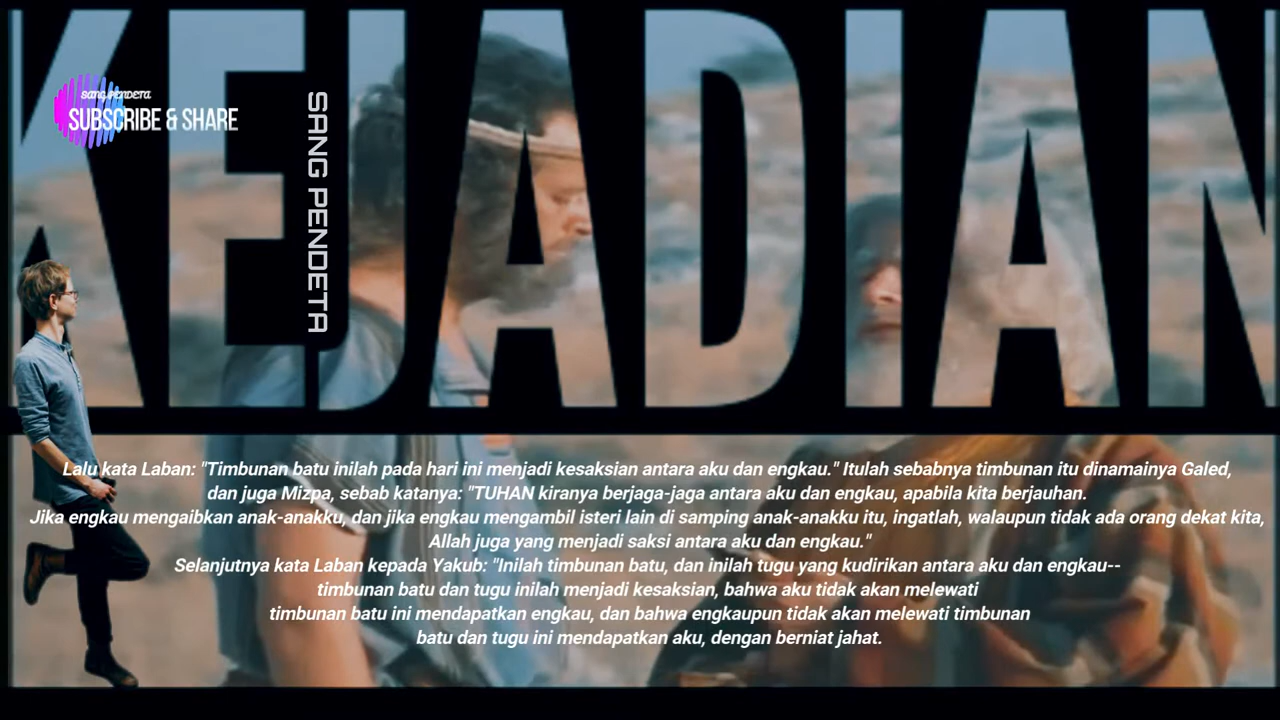 KEJADIAN
sang pendeta
SUBSCRIBE & SHARE
SANG PENDETA
Lalu kata Laban: "Timbunan batu inilah pada hari ini menjadi kesaksian antara aku dan engkau." Itulah sebabnya timbunan itu dinamainya Galed,
dan juga Mizpa, sebab katanya: "TUHAN kiranya berjaga-jaga antara aku dan engkau, apabila kita berjauhan.
Jika engkau mengaibkan anak-anakku, dan jika engkau mengambil isteri lain di samping anak-anakku itu, ingatlah, walaupun tidak ada orang dekat kita,
Allah juga yang menjadi saksi antara aku dan engkau."
Selanjutnya kata Laban kepada Yakub: "Inilah timbunan batu, dan inilah tugu yang kudirikan antara aku dan engkau--
timbunan batu dan tugu inilah menjadi kesaksian, bahwa aku tidak akan melewati
timbunan batu ini mendapatkan engkau, dan bahwa engkaupun tidak akan melewati timbunan
batu dan tugu ini mendapatkan aku, dengan berniat jahat.